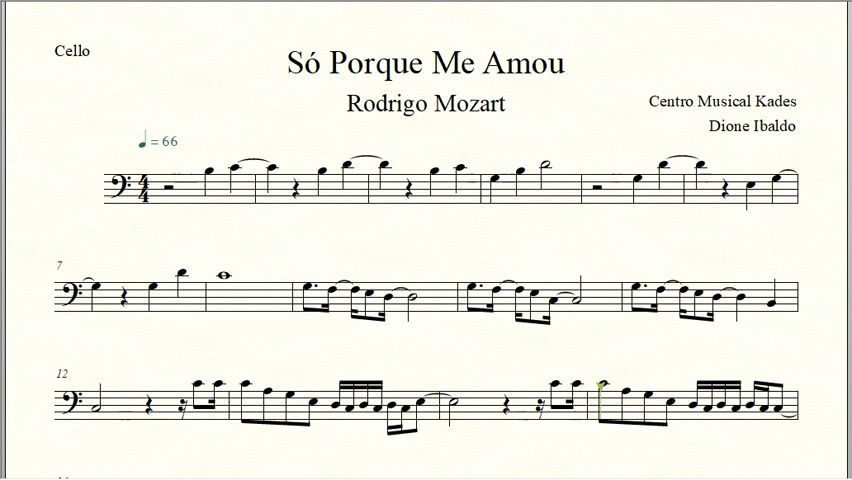 Cello
Só Porque Me Amou
Rodrigo Mozart
Centro Musical Kades
Dione Ibaldo
= 66
7
12